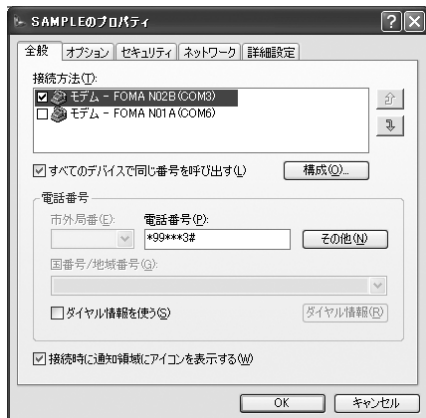 SAMPLEのプロパティ
全般 オプション セキュリティ ネットワーク 詳細設定
接続方法(T):
モデム - FOMA N02B(COM3)
モデム - FOMA N01A(COM6)
すべてのデバイスで同じ番号を呼び出す(L) 構成(O)...
電話番号
市外局番(E): 電話番号(P):
*99***3# その他(N)
国番号/地域番号(G):
ダイヤル情報を使う(S) ダイヤル情報(R)
接続時に通知領域にアイコンを表示する(W)
OK キャンセル